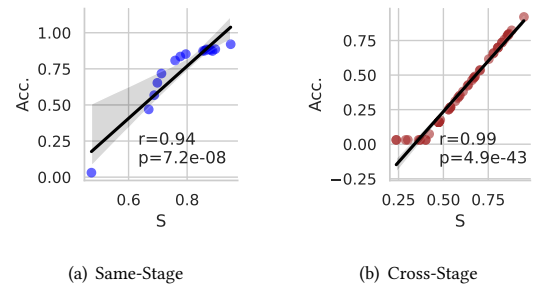 1.00
0.75
0.50
0.25
0.00
Acc.
r=0.94
p=7.2e-08
0.6 0.8
S
(a) Same-Stage
0.75
0.50
0.25
0.00
−0.25
Acc.
r=0.99
p=4.9e-43
0.25 0.50 0.75
S
(b) Cross-Stage